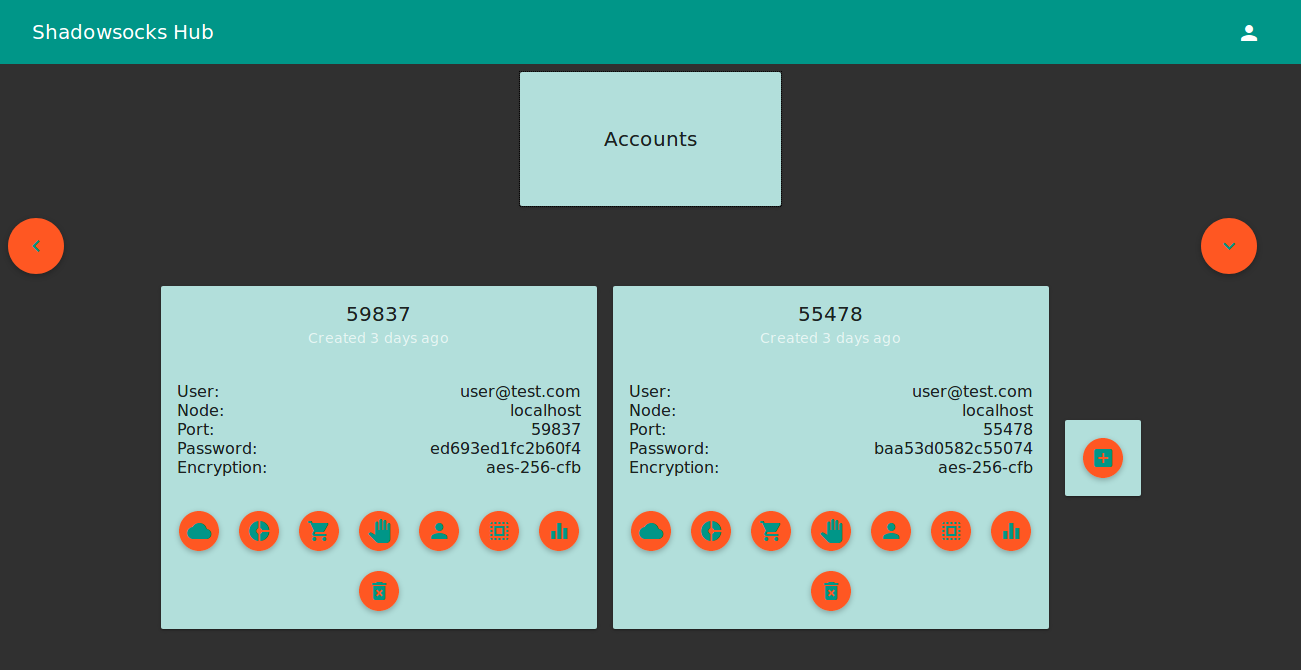 Shadowsocks Hub
Accounts
59837
Created 3 days ago
User: user@test.com
Node: localhost
Port: 59837
Password: ed693ed1fc2b60f4
Encryption: aes-256-cfb
55478
Created 3 days ago
User: user@test.com
Node: localhost
Port: 55478
Password: baa53d0582c55074
Encryption: aes-256-cfb